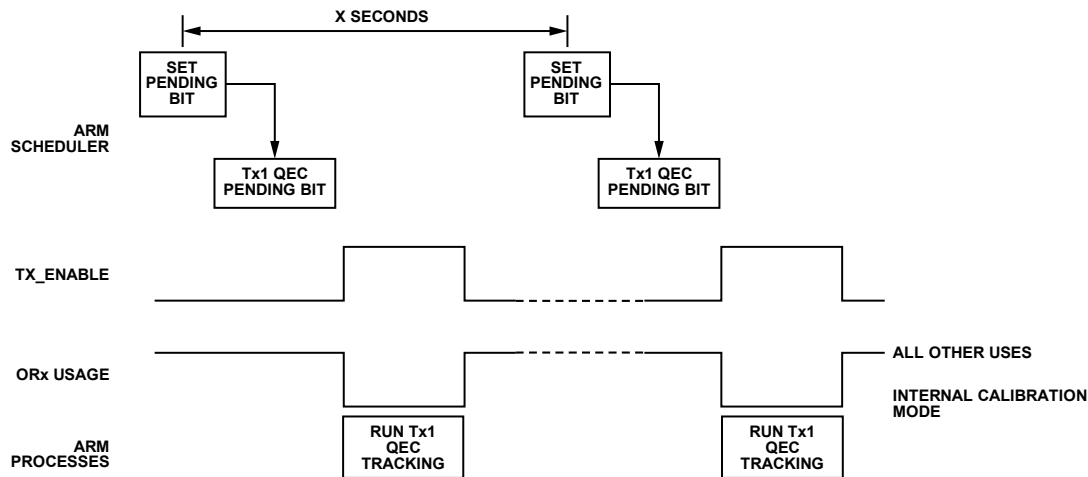 X SECONDS
SET
PENDING
BIT
SET
PENDING
BIT
ARM
SCHEDULER
Tx1 QEC
PENDING BIT
Tx1 QEC
PENDING BIT
TX_ENABLE
ORx USAGE
ALL OTHER USES
INTERNAL CALIBRATION
MODE
ARM
PROCESSES
RUN Tx1
QEC
TRACKING
RUN Tx1
QEC
TRACKING